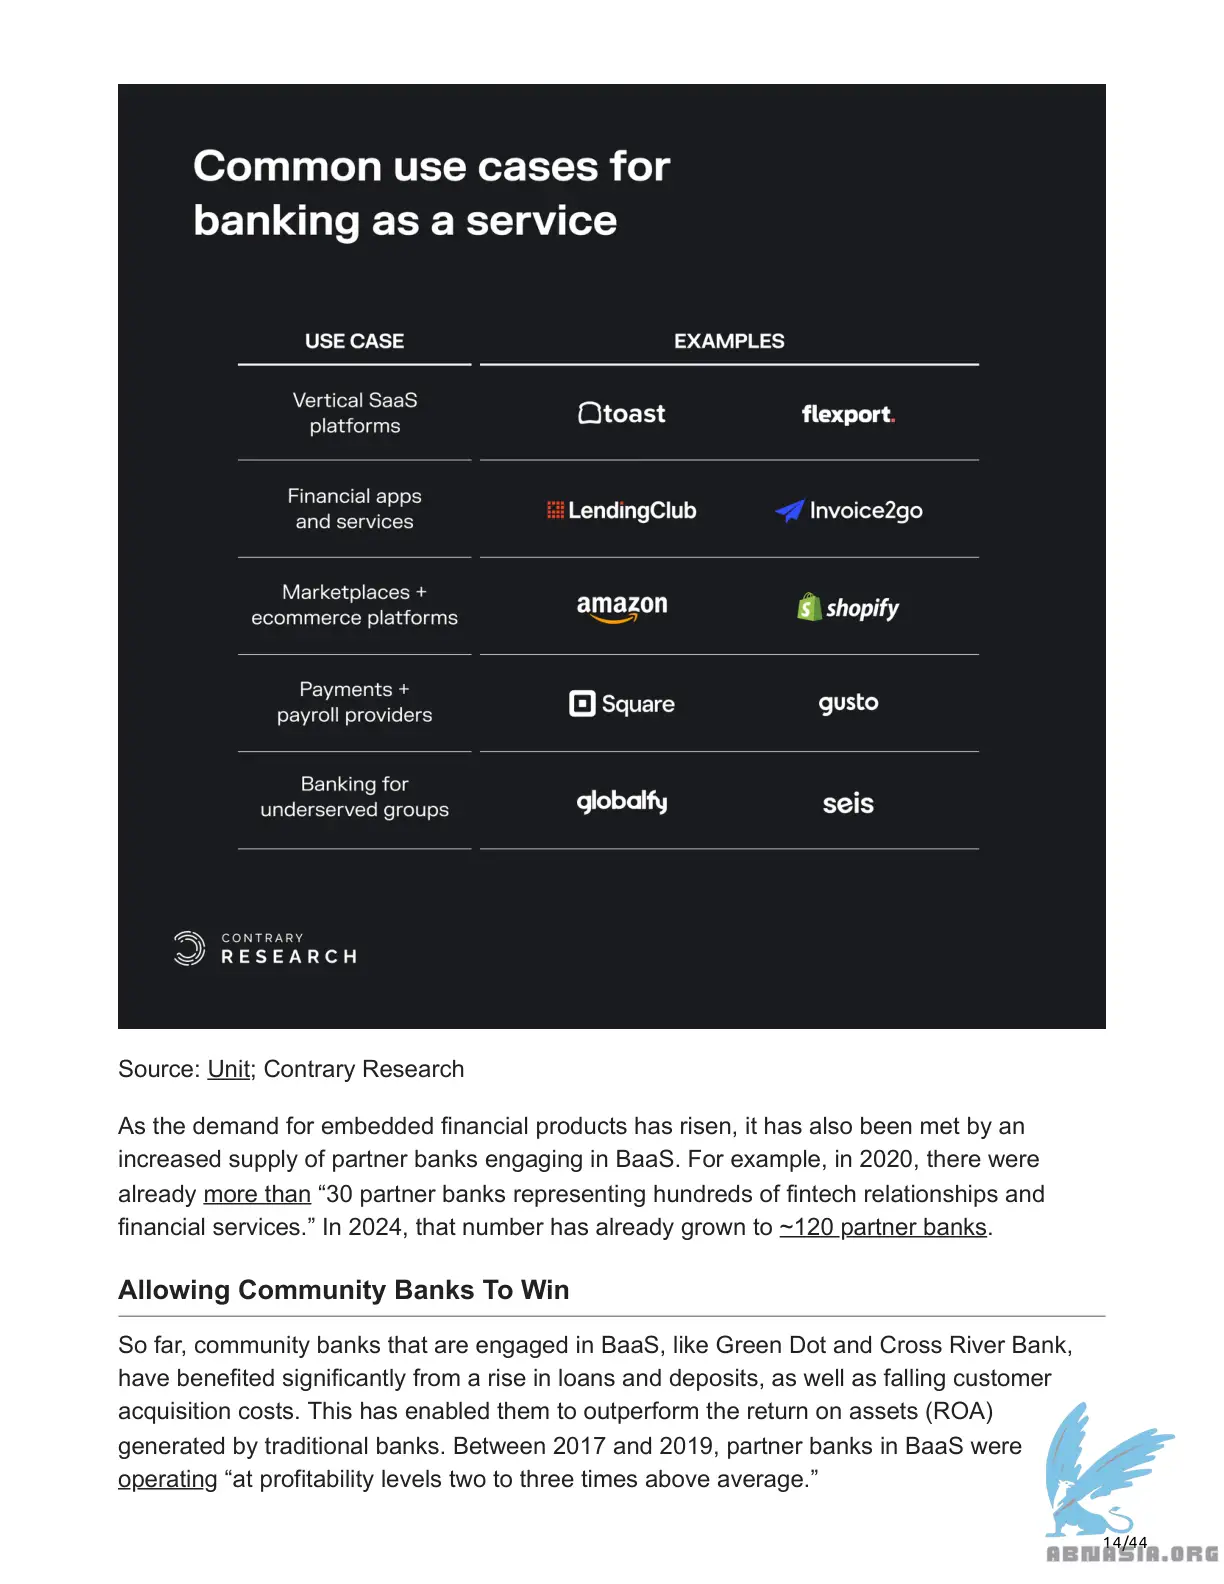 Common use cases for
banking as a service
USE CASE EXAMPLES
Vertical SaaS
platforms
toast flexport.
Financial apps
and services
LendingClub Invoice2go
Marketplaces +
ecommerce platforms
amazon shopify
Payments +
payroll providers
Square gusto
Banking for
underserved groups
globalfy seis
CONTRARY
RESEARCH
Source: Unit; Contrary Research
As the demand for embedded financial products has risen, it has also been met by an
increased supply of partner banks engaging in BaaS. For example, in 2020, there were
already more than “30 partner banks representing hundreds of fintech relationships and
financial services.” In 2024, that number has already grown to ~120 partner banks.
Allowing Community Banks To Win
So far, community banks that are engaged in BaaS, like Green Dot and Cross River Bank,
have benefited significantly from a rise in loans and deposits, as well as falling customer
acquisition costs. This has enabled them to outperform the return on assets (ROA)
generated by traditional banks. Between 2017 and 2019, partner banks in BaaS were
operating “at profitability levels two to three times above average.”
14/44
ABNASIA.ORG